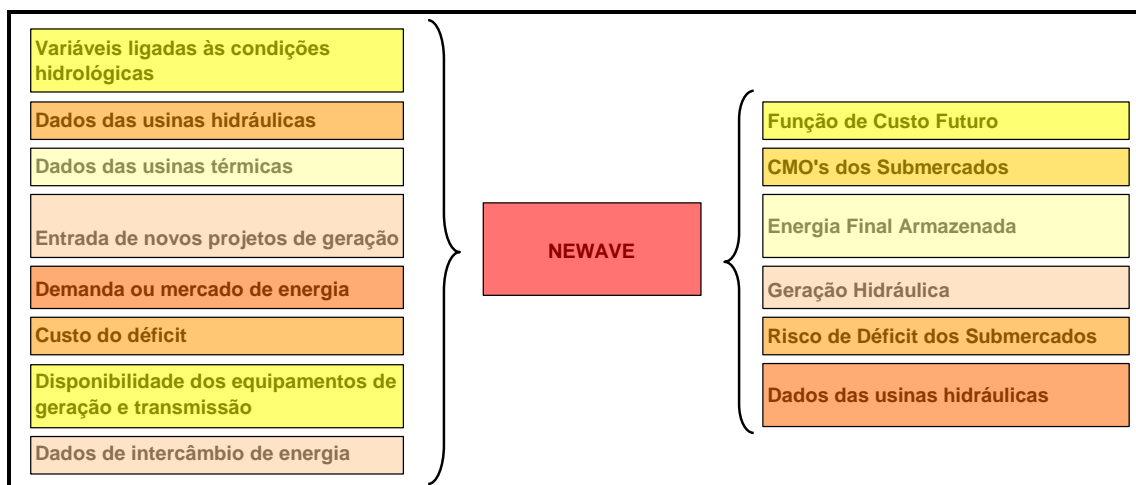 Variáveis ligadas às condições
hidrológicas
Dados das usinas hidráulicas
Dados das usinas térmicas
Entrada de novos projetos de geração
Demanda ou mercado de energia
Custo do déficit
Disponibilidade dos equipamentos de
geração e transmissão
Dados de intercâmbio de energia
NEWAVE
Função de Custo Futuro
CMO's dos Submercados
Energia Final Armazenada
Geração Hidráulica
Risco de Déficit dos Submercados
Dados das usinas hidráulicas